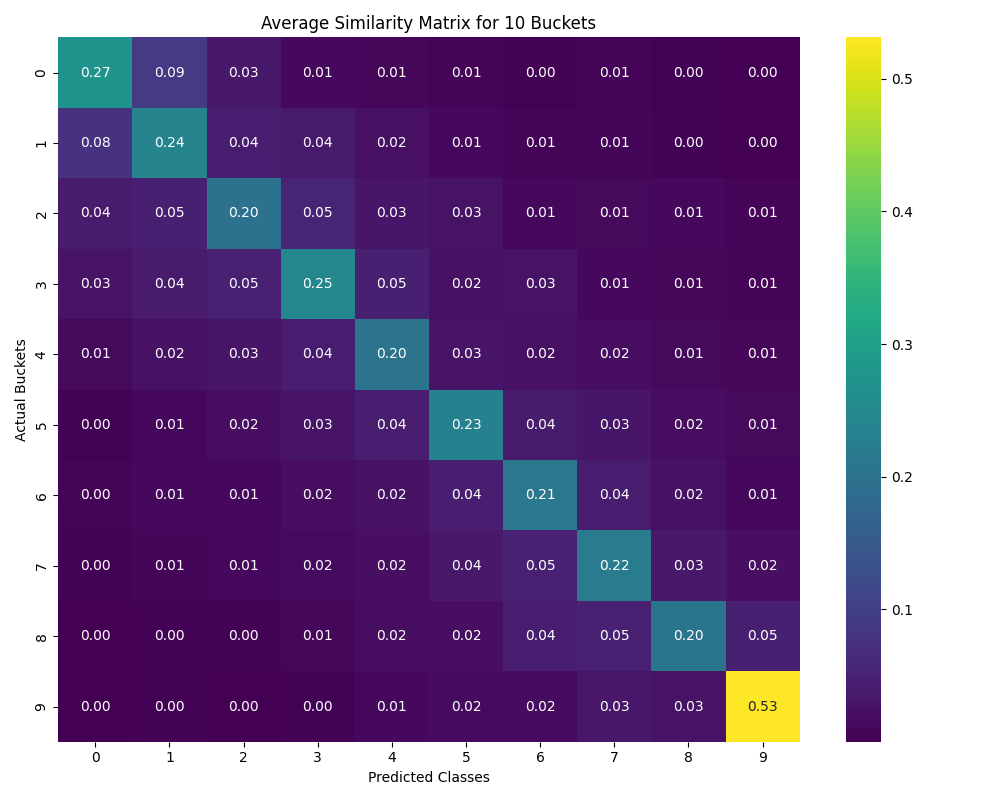 Average Similarity Matrix for 10 Buckets
0 0.27 0.09 0.03 0.01 0.01 0.01 0.00 0.01 0.00 0.00
1 0.08 0.24 0.04 0.04 0.02 0.01 0.01 0.01 0.00 0.00
2 0.04 0.05 0.20 0.05 0.03 0.03 0.01 0.01 0.01 0.01
3 0.03 0.04 0.05 0.25 0.05 0.02 0.03 0.01 0.01 0.01
4 0.01 0.02 0.03 0.04 0.20 0.03 0.02 0.02 0.01 0.01
5 0.00 0.01 0.02 0.03 0.04 0.23 0.04 0.03 0.02 0.01
6 0.00 0.01 0.01 0.02 0.02 0.04 0.21 0.04 0.02 0.01
7 0.00 0.01 0.01 0.02 0.02 0.04 0.05 0.22 0.03 0.02
8 0.00 0.00 0.00 0.01 0.02 0.02 0.04 0.05 0.20 0.05
9 0.00 0.00 0.00 0.00 0.01 0.02 0.02 0.03 0.03 0.53
0 1 2 3 4 5 6 7 8 9
Predicted Classes
Actual Buckets
0.5
0.4
0.3
0.2
0.1